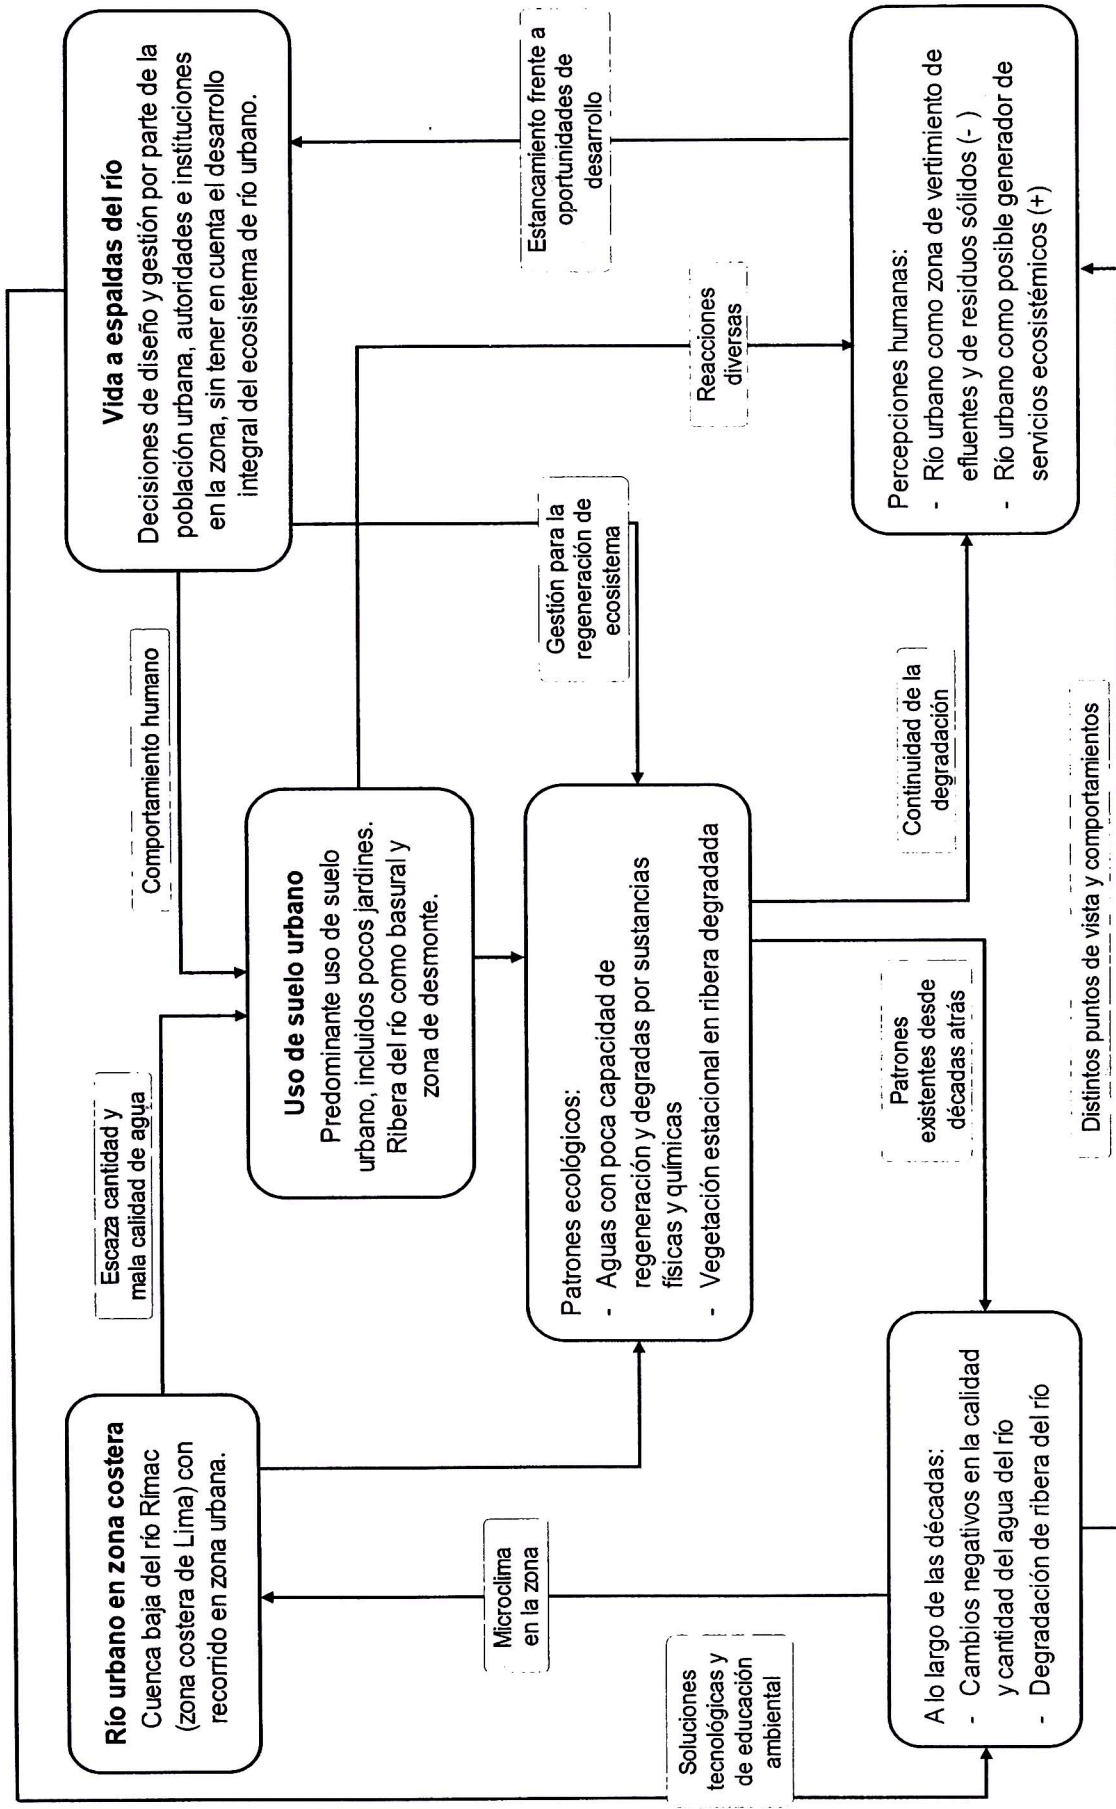 Río urbano en zona costera
Cuenca baja del río Rímac
(zona costera de Lima) con
recorrido en zona urbana.
Escaza cantidad y
mala calidad de agua
Comportamiento humano
Vida a espaldas del río
Decisiones de diseño y gestión por parte de la
población urbana, autoridades e instituciones
en la zona, sin tener en cuenta el desarrollo
integral del ecosistema de río urbano.
Uso de suelo urbano
Predominante uso de suelo
urbano, incluidos pocos jardines.
Ribera del río como basural y
zona de desmonte.
Microclima
en la zona
Gestión para la
regeneración de
ecosistema
Reacciones
diversas
Estancamiento frente a
oportunidades de
desarrollo
Patrones ecológicos:
- Aguas con poca capacidad de
regeneración y degradas por sustancias
físicas y químicas
- Vegetación estacional en ribera degradada
Soluciones
tecnológicas y
de educación
ambiental
Patrones
existentes desde
décadas atrás
Continuidad de la
degradación
A lo largo de las décadas:
- Cambios negativos en la calidad
y cantidad del agua del río
- Degradación de ribera del río
Percepciones humanas:
- Río urbano como zona de vertimiento de
efluentes y de residuos sólidos (- )
- Río urbano como posible generador de
servicios ecosistémicos (+)
Distintos puntos de vista y comportamientos